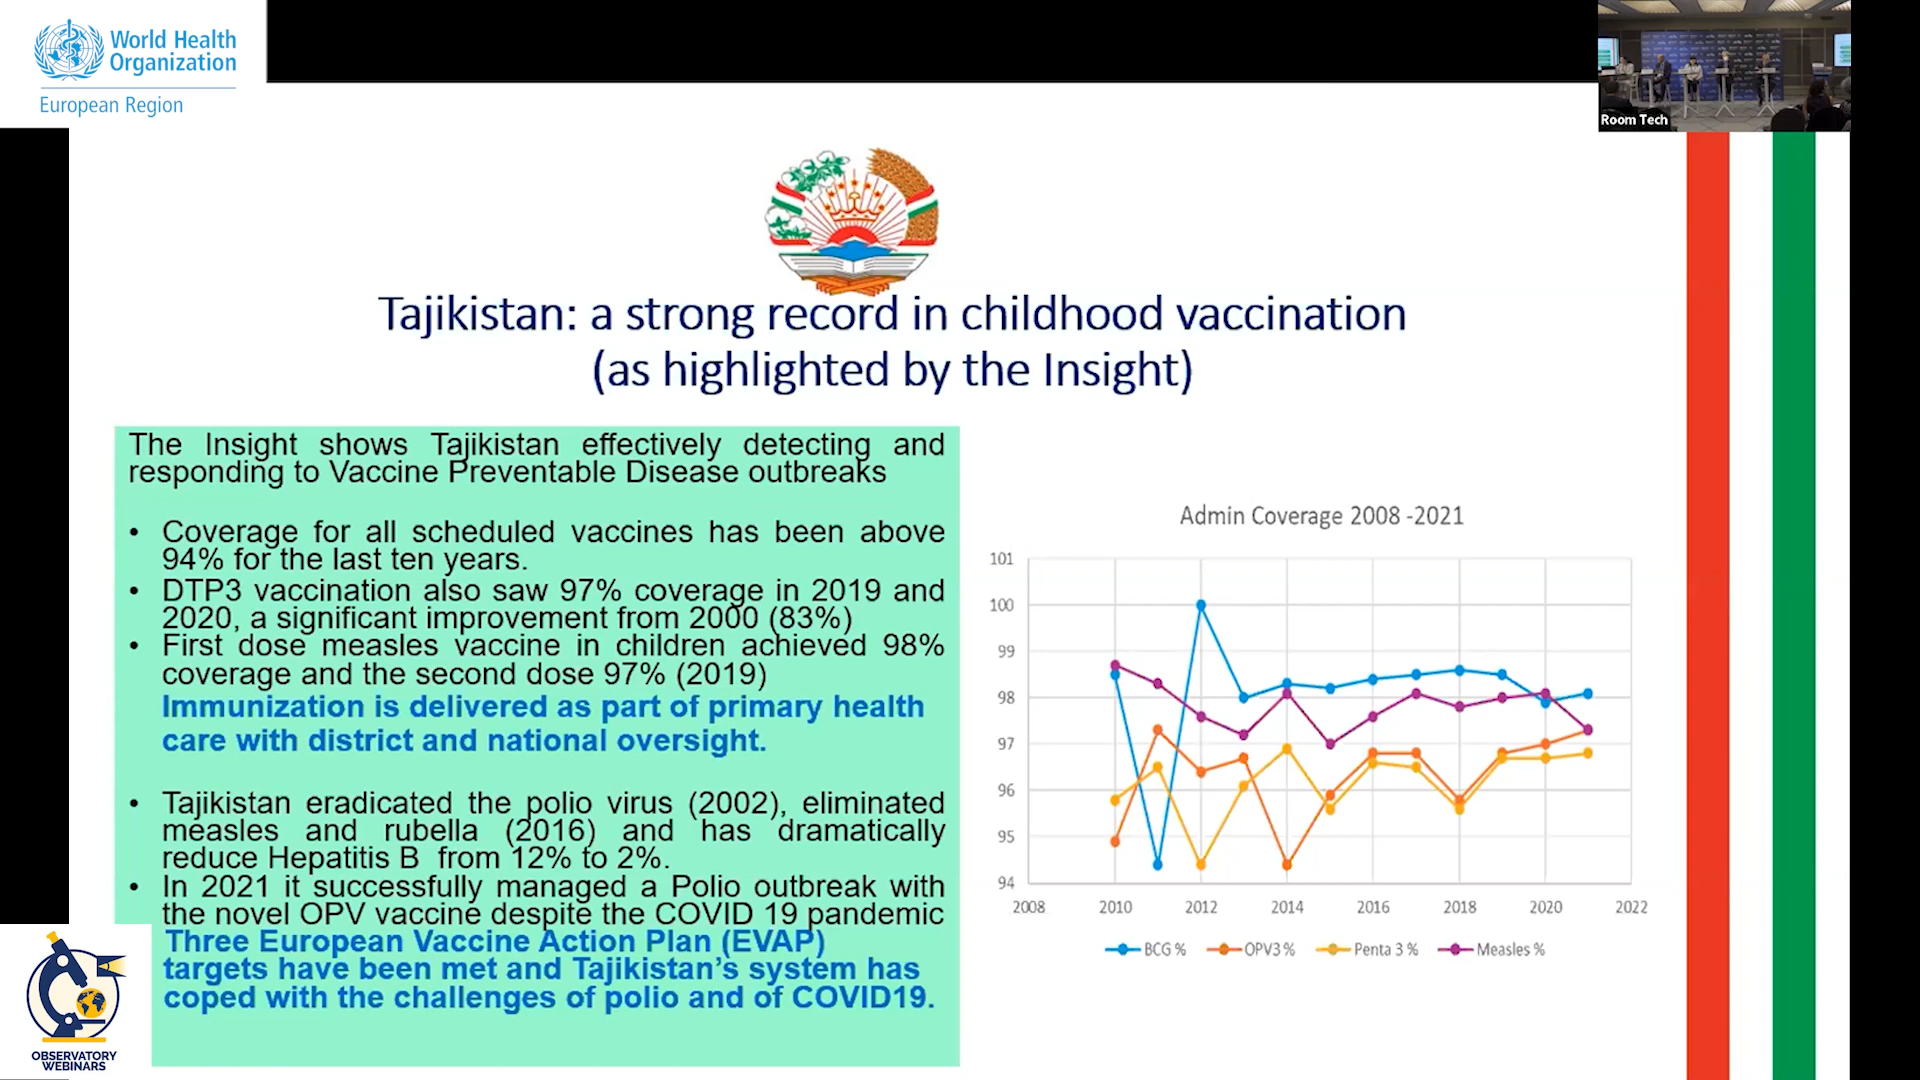 World Health
Organization
European Region
Room Tech
Tajikistan: a strong record in childhood vaccination
(as highlighted by the Insight)
The Insight shows Tajikistan effectively detecting and
responding to Vaccine Preventable Disease outbreaks
• Coverage for all scheduled vaccines has been above
94% for the last ten years.
• DTP3 vaccination also saw 97% coverage in 2019 and
2020, a significant improvement from 2000 (83%)
• First dose measles vaccine in children achieved 98%
coverage and the second dose 97% (2019)
Immunization is delivered as part of primary health
care with district and national oversight.
• Tajikistan eradicated the polio virus (2002), eliminated
measles and rubella (2016) and has dramatically
reduce Hepatitis B from 12% to 2%.
• In 2021 it successfully managed a Polio outbreak with
the novel OPV vaccine despite the COVID 19 pandemic
Three European Vaccine Action Plan (EVAP)
targets have been met and Tajikistan's system has
coped with the challenges of polio and of COVID19.
Admin Coverage 2008 -2021
101
100
99
98
97
96
95
94
2008 2010 2012 2014 2016 2018 2020 2022
BCG % OPV3 % Penta 3 % Measles %
OBSERVATORY
WEBINARS